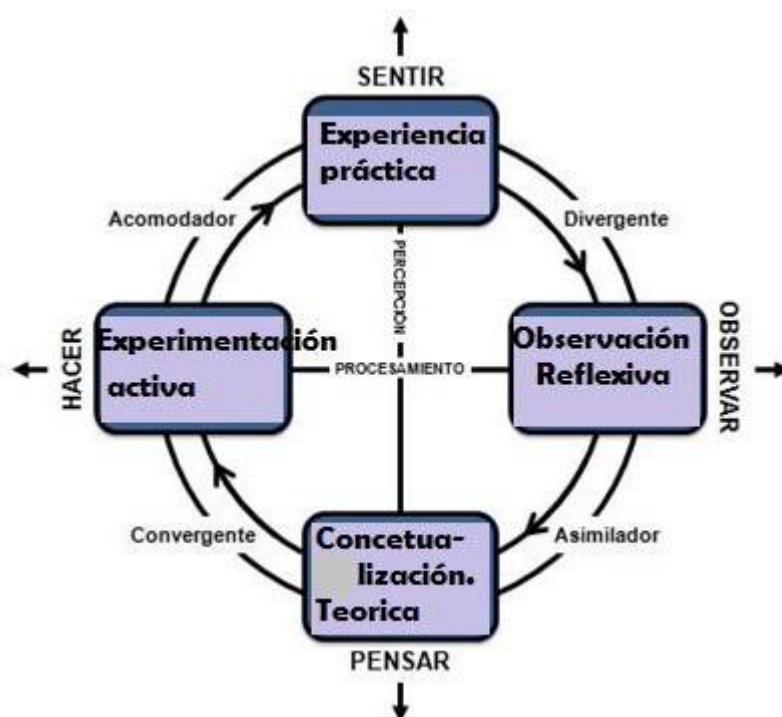 SENTIR
Experiencia
práctica
Acomodador
Divergente
PERCEPCIÓN
HACER
Experimentación
activa
PROCESAMIENTO
Observación
Reflexiva
OBSERVAR
Convergente
Asimilador
Concetua-
lización.
Teorica
PENSAR